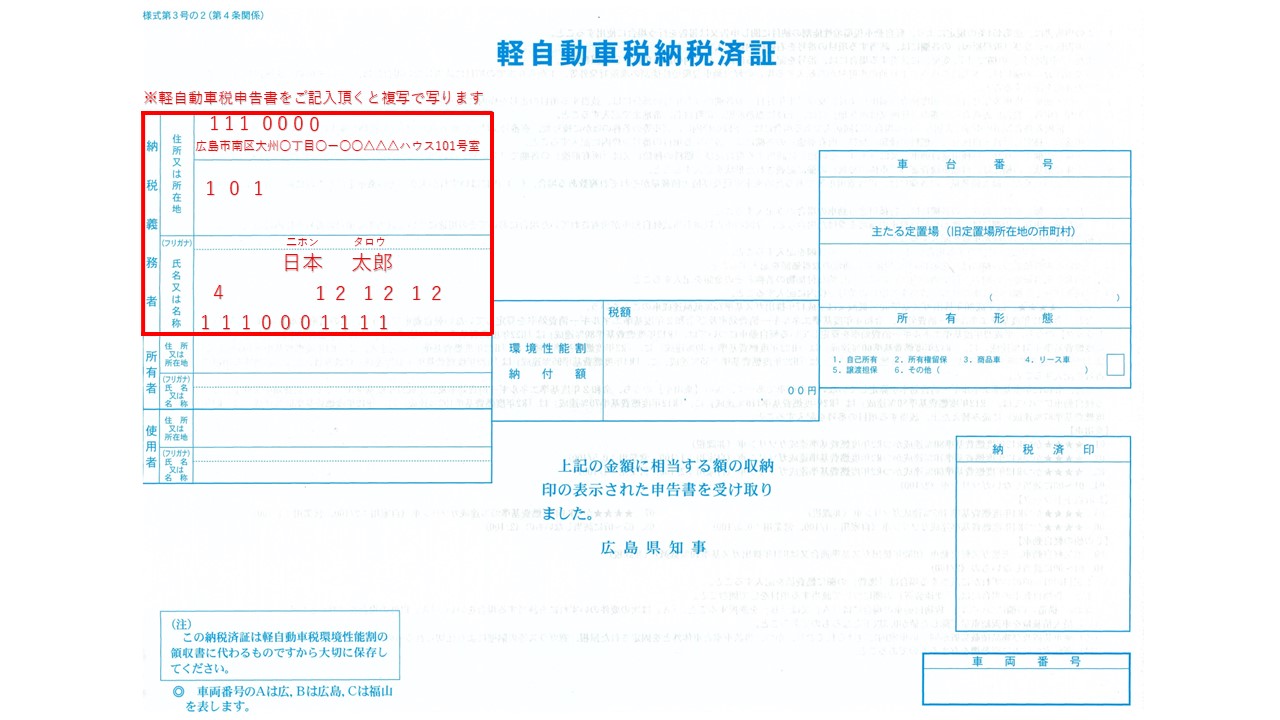 様式第３号の２(第４条関係)
軽自動車税納税済証
※軽自動車税申告書をご記入頂くと複写で写ります
納税義務者
住所又は所在地
111 0000
広島市南区大州〇丁目〇ー〇〇△△△ハウス101号室
１０１
(フリガナ)
ニホン　タロウ
氏名又は名称
日本　太郎
４　１２ １２ １２
１１１０００１１１１
所有者
住　所
又は
所在地
(フリガナ)
氏　名
又は
名　称
使用者
住　所
又は
所在地
(フリガナ)
氏　名
又は
名　称
環境性能割
納　付　額
税額
００円
車　台　番　号
主たる定置場（旧定置場所在地の市町村）
（　　　）
所　有　形　態
１．自己所有　２．所有権留保　３．商品車　４．リース車
５．譲渡担保　６．その他（　　　）
上記の金額に相当する額の収納
印の表示された申告書を受け取り
ました。
広島県知事
納　税　済　印
車　両　番　号
（注）
この納税済証は軽自動車税環境性能割の
領収書に代わるものですから大切に保存し
てください。
◎　車両番号のAは広，Bは広島，Cは福山
を表します。